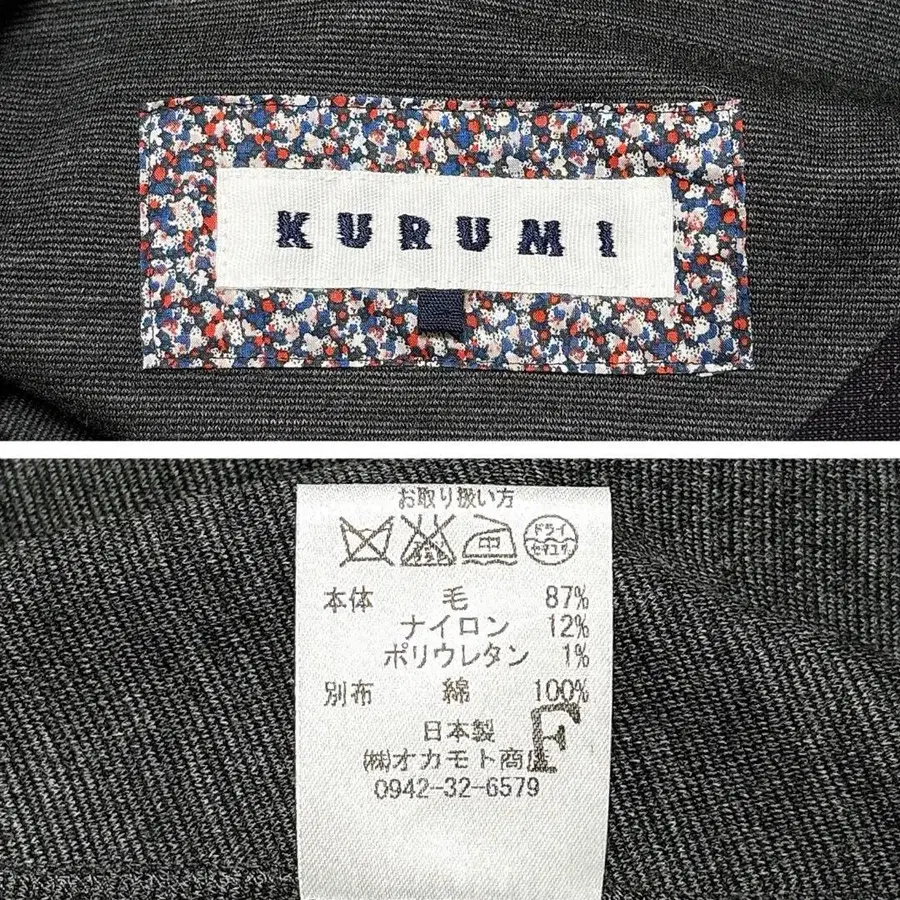 KURUMI
お取り扱い方
中
ドライ
セキユ系
本体 毛 87%
ナイロン 12%
ポリウレタン 1%
別布 綿 100%
F
日本製
㈱オカモト商店
0942-32-6579